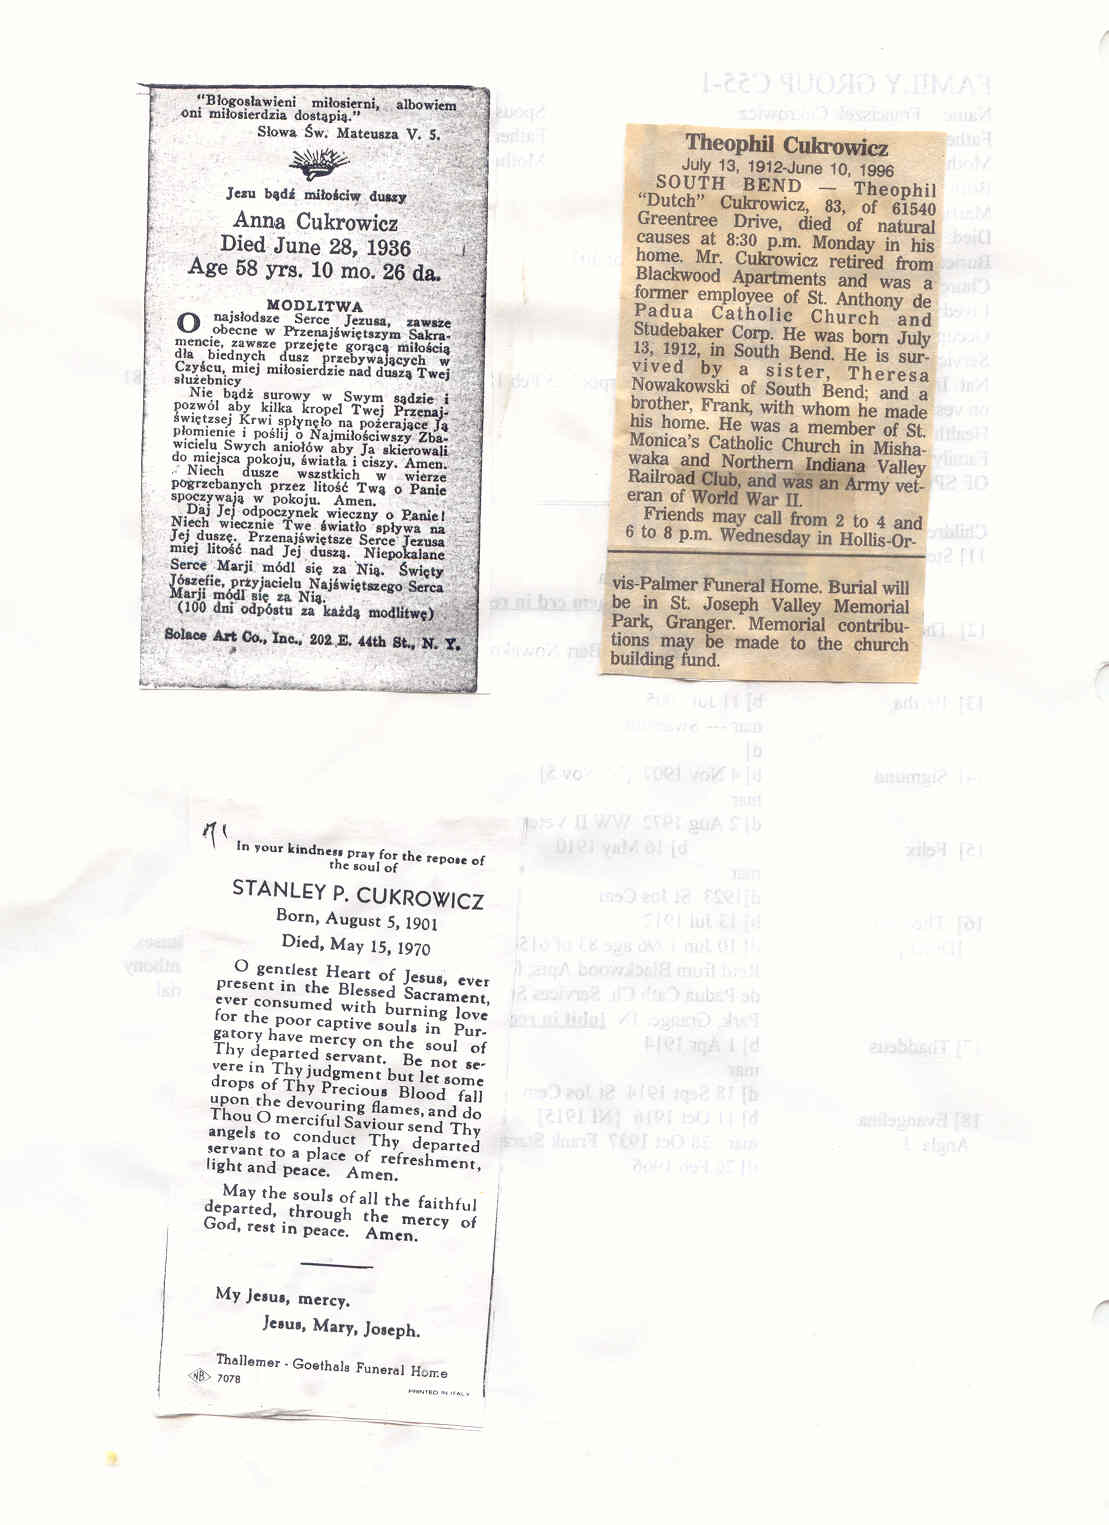 "Błogosławieni miłosierni, albowiem
oni miłosierdzia dostąpią."
Słowa Św. Mateusza V. 5.
Jezu bądź miłościw duszy
Anna Cukrowicz
Died June 28, 1936
Age 58 yrs. 10 mo. 26 da.
MODLITWA
O najsłodsze Serce Jezusa, zawsze
obecne w Przenajświętszym Sakra-
mencie, zawsze przejęte gorącą miłością
dla biednych dusz przebywających w
Czyścu, miej miłosierdzie nad duszą Twej
służebnicy
Nie bądź surowy w Swym sądzie i
pozwól aby kilka kropel Twej Przenaj-
świętzsej Krwi spłynęło na pożerające Ją
płomienie i poślij o Najmiłościwszy Zba-
wicielu Swych aniołów aby Ja skierowali
do miejsca pokoju, światła i ciszy. Amen.
Niech dusze wszstkich w wierze
pogrzebanych przez litość Twą o Panie
spoczywają w pokoju. Amen.
Daj Jej odpoczynek wieczny o Panie!
Niech wiecznie Twe światło spływa na
Jej duszę. Przenajświętsze Serce Jezusa
miej litość nad Jej duszą. Niepokalane
Serce Marji módl się za Nią. Święty
Józefie, przyjacielu Najświętszego Serca
Marji módl się za Nią.
(100 dni odpóstu za każdą modlitwę)
Solace Art Co., Inc., 202 E. 44th St., N. Y.
Theophil Cukrowicz
July 13, 1912-June 10, 1996
SOUTH BEND — Theophil
"Dutch" Cukrowicz, 83, of 61540
Greentree Drive, died of natural
causes at 8:30 p.m. Monday in his
home. Mr. Cukrowicz retired from
Blackwood Apartments and was a
former employee of St. Anthony de
Padua Catholic Church and
Studebaker Corp. He was born July
13, 1912, in South Bend. He is sur-
vived by a sister, Theresa
Nowakowski of South Bend; and a
brother, Frank, with whom he made
his home. He was a member of St.
Monica's Catholic Church in Misha-
waka and Northern Indiana Valley
Railroad Club, and was an Army vet-
eran of World War II.
Friends may call from 2 to 4 and
6 to 8 p.m. Wednesday in Hollis-Or-
vis-Palmer Funeral Home. Burial will
be in St. Joseph Valley Memorial
Park, Granger. Memorial contribu-
tions may be made to the church
building fund.
In your kindness pray for the repose of
the soul of
STANLEY P. CUKROWICZ
Born, August 5, 1901
Died, May 15, 1970
O gentlest Heart of Jesus, ever
present in the Blessed Sacrament,
ever consumed with burning love
for the poor captive souls in Pur-
gatory have mercy on the soul of
Thy departed servant. Be not se-
vere in Thy judgment but let some
drops of Thy Precious Blood fall
upon the devouring flames, and do
Thou O merciful Saviour send Thy
angels to conduct Thy departed
servant to a place of refreshment,
light and peace. Amen.
May the souls of all the faithful
departed, through the mercy of
God, rest in peace. Amen.
My Jesus, mercy.
Jesus, Mary, Joseph.
Thallemer - Goethals Funeral Home
NB 7078
PRINTED IN ITALY